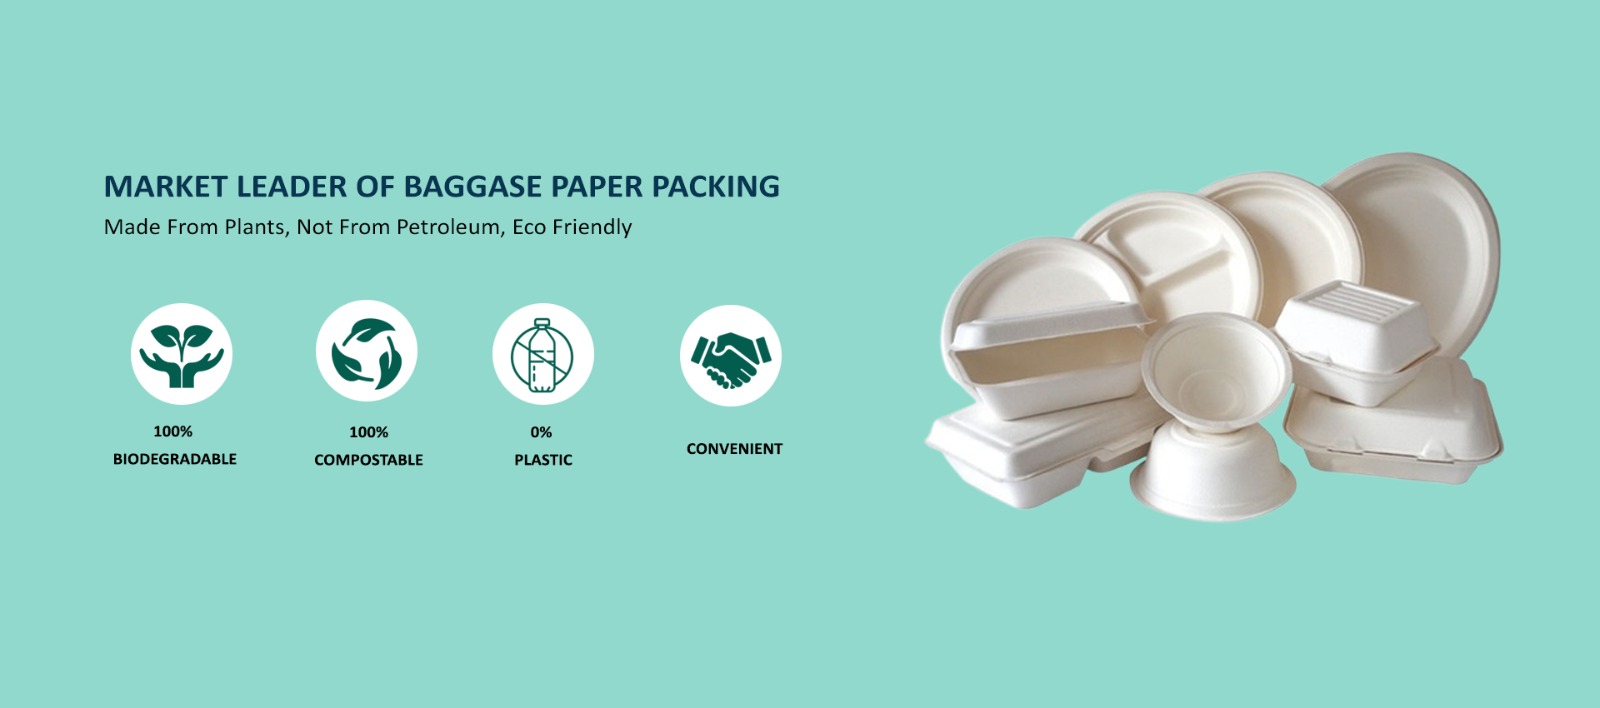 MARKET LEADER OF BAGGASE PAPER PACKING
Made From Plants, Not From Petroleum, Eco Friendly
100%
BIODEGRADABLE
100%
COMPOSTABLE
0%
PLASTIC
CONVENIENT